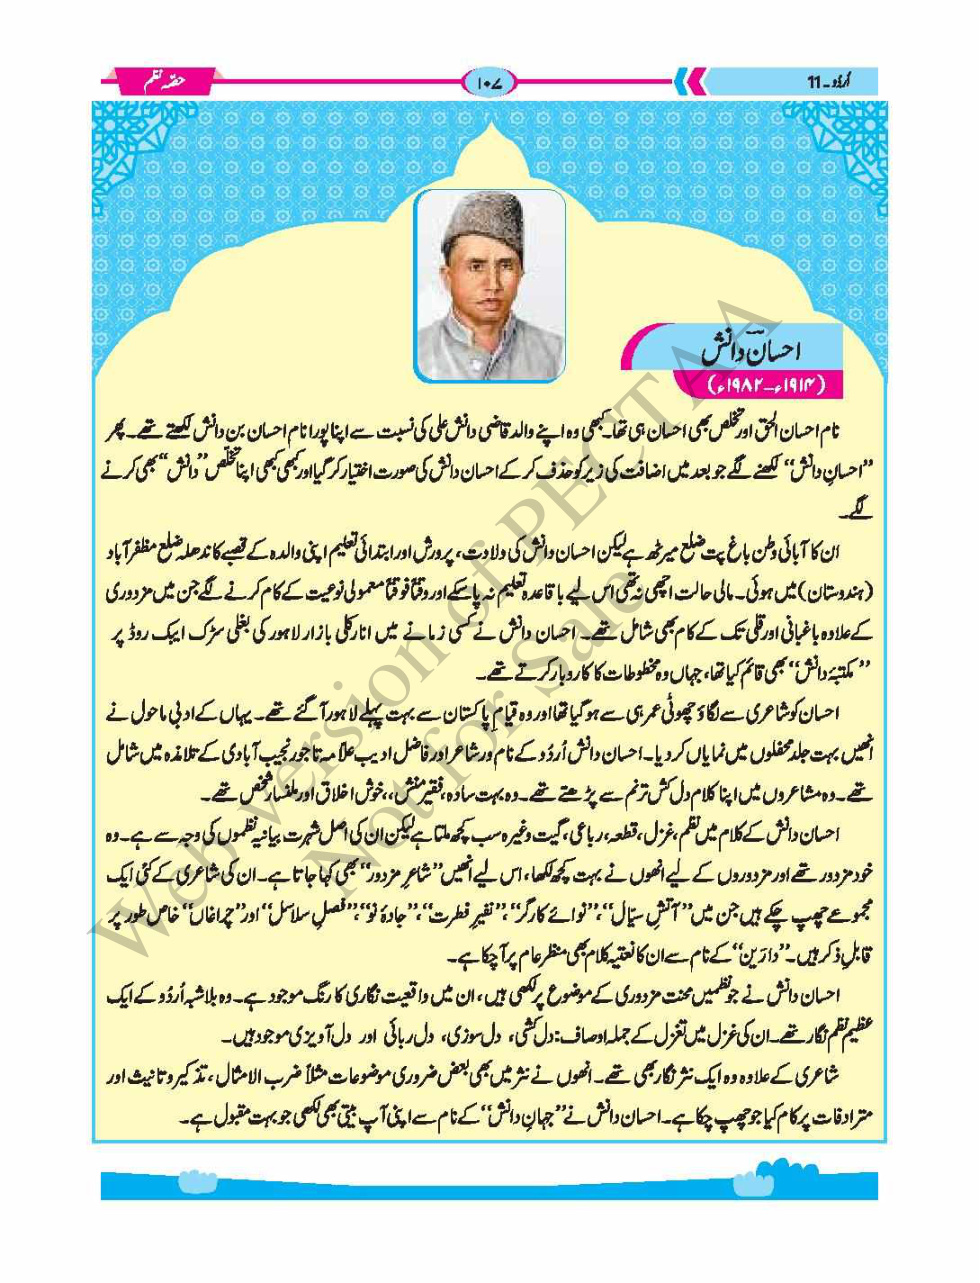 اُردُو ۔ 11
۱۰۷
حصّہ نظم
احسان دانش
(۱۹۱۴ء۔۱۹۸۲ء)
نام احسان الحق اور تخلص بھی احسان ہی تھا۔ کبھی وہ اپنے والد قاضی دانش علی کی نسبت سے اپنا پورا نام احسان بن دانش لکھتے تھے۔ پھر
”احسانِ دانش“ لکھنے لگے جو بعد میں اضافت کی زیر کو حذف کر کے احسان دانش کی صورت اختیار کر گیا اور کبھی کبھی اپنا تخلّص ”دانش“ بھی کرنے
لگے۔
ان کا آبائی وطن باغ پت ضلع میرٹھ ہے لیکن احسان دانش کی ولادت، پرورش اور ابتدائی تعلیم اپنی والدہ کے قصبے کاندھلہ ضلع مظفر آباد
(ہندوستان) میں ہوئی۔ مالی حالت اچھی نہ تھی اس لیے باقاعدہ تعلیم نہ پا سکے اور وقتاً فوقتاً معمولی نوعیت کے کام کرنے لگے جن میں مزدوری
کے علاوہ باغبانی اور قلی تک کے کام بھی شامل تھے۔ احسان دانش نے کسی زمانے میں انارکلی بازار لاہور کی بغلی سڑک ایبک روڈ پر
”مکتبۂ دانش“ بھی قائم کیا تھا، جہاں وہ مخطوطات کا کاروبار کرتے تھے۔
احسان کو شاعری سے لگاؤ چھوٹی عمر ہی سے ہو گیا تھا اور وہ قیامِ پاکستان سے بہت پہلے لاہور آ گئے تھے۔ یہاں کے ادبی ماحول نے
انھیں بہت جلد محفلوں میں نمایاں کر دیا۔ احسان دانش اُردُو کے نام ور شاعر اور فاضل ادیب علامہ تاجور نجیب آبادی کے تلامذہ میں شامل
تھے۔ وہ مشاعروں میں اپنا کلام دل کش ترنم سے پڑھتے تھے۔ وہ بہت سادہ، فقیر منش،، خوش اخلاق اور ملنسار شخص تھے۔
احسان دانش کے کلام میں نظم، غزل، قطعہ، رباعی، گیت وغیرہ سب کچھ ملتا ہے لیکن ان کی اصل شہرت بیانیہ نظموں کی وجہ سے ہے۔ وہ
خود مزدور تھے اور مزدوروں کے لیے انھوں نے بہت کچھ لکھا، اس لیے انھیں ”شاعرِ مزدور“ بھی کہا جاتا ہے۔ ان کی شاعری کے کئی ایک
مجموعے چھپ چکے ہیں جن میں ”آتشِ سیّال“،”نوائے کارگر“،”نفیرِ فطرت“،”جادۂ نو“،”فصلِ سلاسل“ اور ”چراغاں“ خاص طور پر
قابلِ ذکر ہیں۔ ”دارَین“ کے نام سے ان کا نعتیہ کلام بھی منظرِ عام پر آ چکا ہے۔
احسان دانش نے جو نظمیں محنت مزدوری کے موضوع پر لکھی ہیں، ان میں واقعیت نگاری کا رنگ موجود ہے۔ وہ بلاشبہ اُردُو کے ایک
عظیم نظم نگار تھے۔ ان کی غزل میں تغزل کے جملہ اوصاف: دل کشی، دل سوزی، دل ربائی اور دل آویزی موجود ہیں۔
شاعری کے علاوہ وہ ایک نثر نگار بھی تھے۔ انھوں نے نثر میں بھی بعض ضروری موضوعات مثلاً ضرب الامثال، تذکیر و تانیث اور
مترادفات پر کام کیا جو چھپ چکا ہے۔ احسان دانش نے ”جہانِ دانش“ کے نام سے اپنی آپ بیتی بھی لکھی جو بہت مقبول ہے۔
Web version of PECTAA
Not for Sale